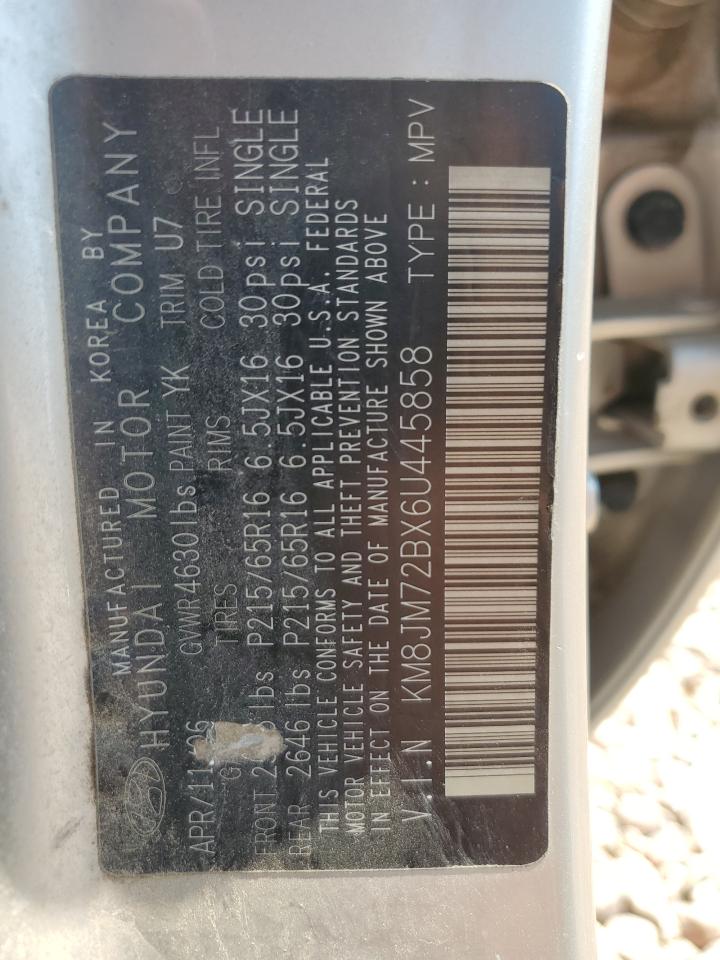 MANUFACTURED IN KOREA BY
HYUNDAI MOTOR COMPANY
APR/11 06 GVWR4630lbs PAINT YK TRIM U7
TIRES RIMS COLD TIRE INFL
FRONT lbs P215/65R16 6.5JX16 30psi SINGLE
REAR 2646 lbs P215/65R16 6.5JX16 30psi SINGLE
THIS VEHICLE CONFORMS TO ALL APPLICABLE U.S.A. FEDERAL
MOTOR VEHICLE SAFETY AND THEFT PREVENTION STANDARDS
IN EFFECT ON THE DATE OF MANUFACTURE SHOWN ABOVE
V.I.N KM8JM72BX6U445858 TYPE : MPV